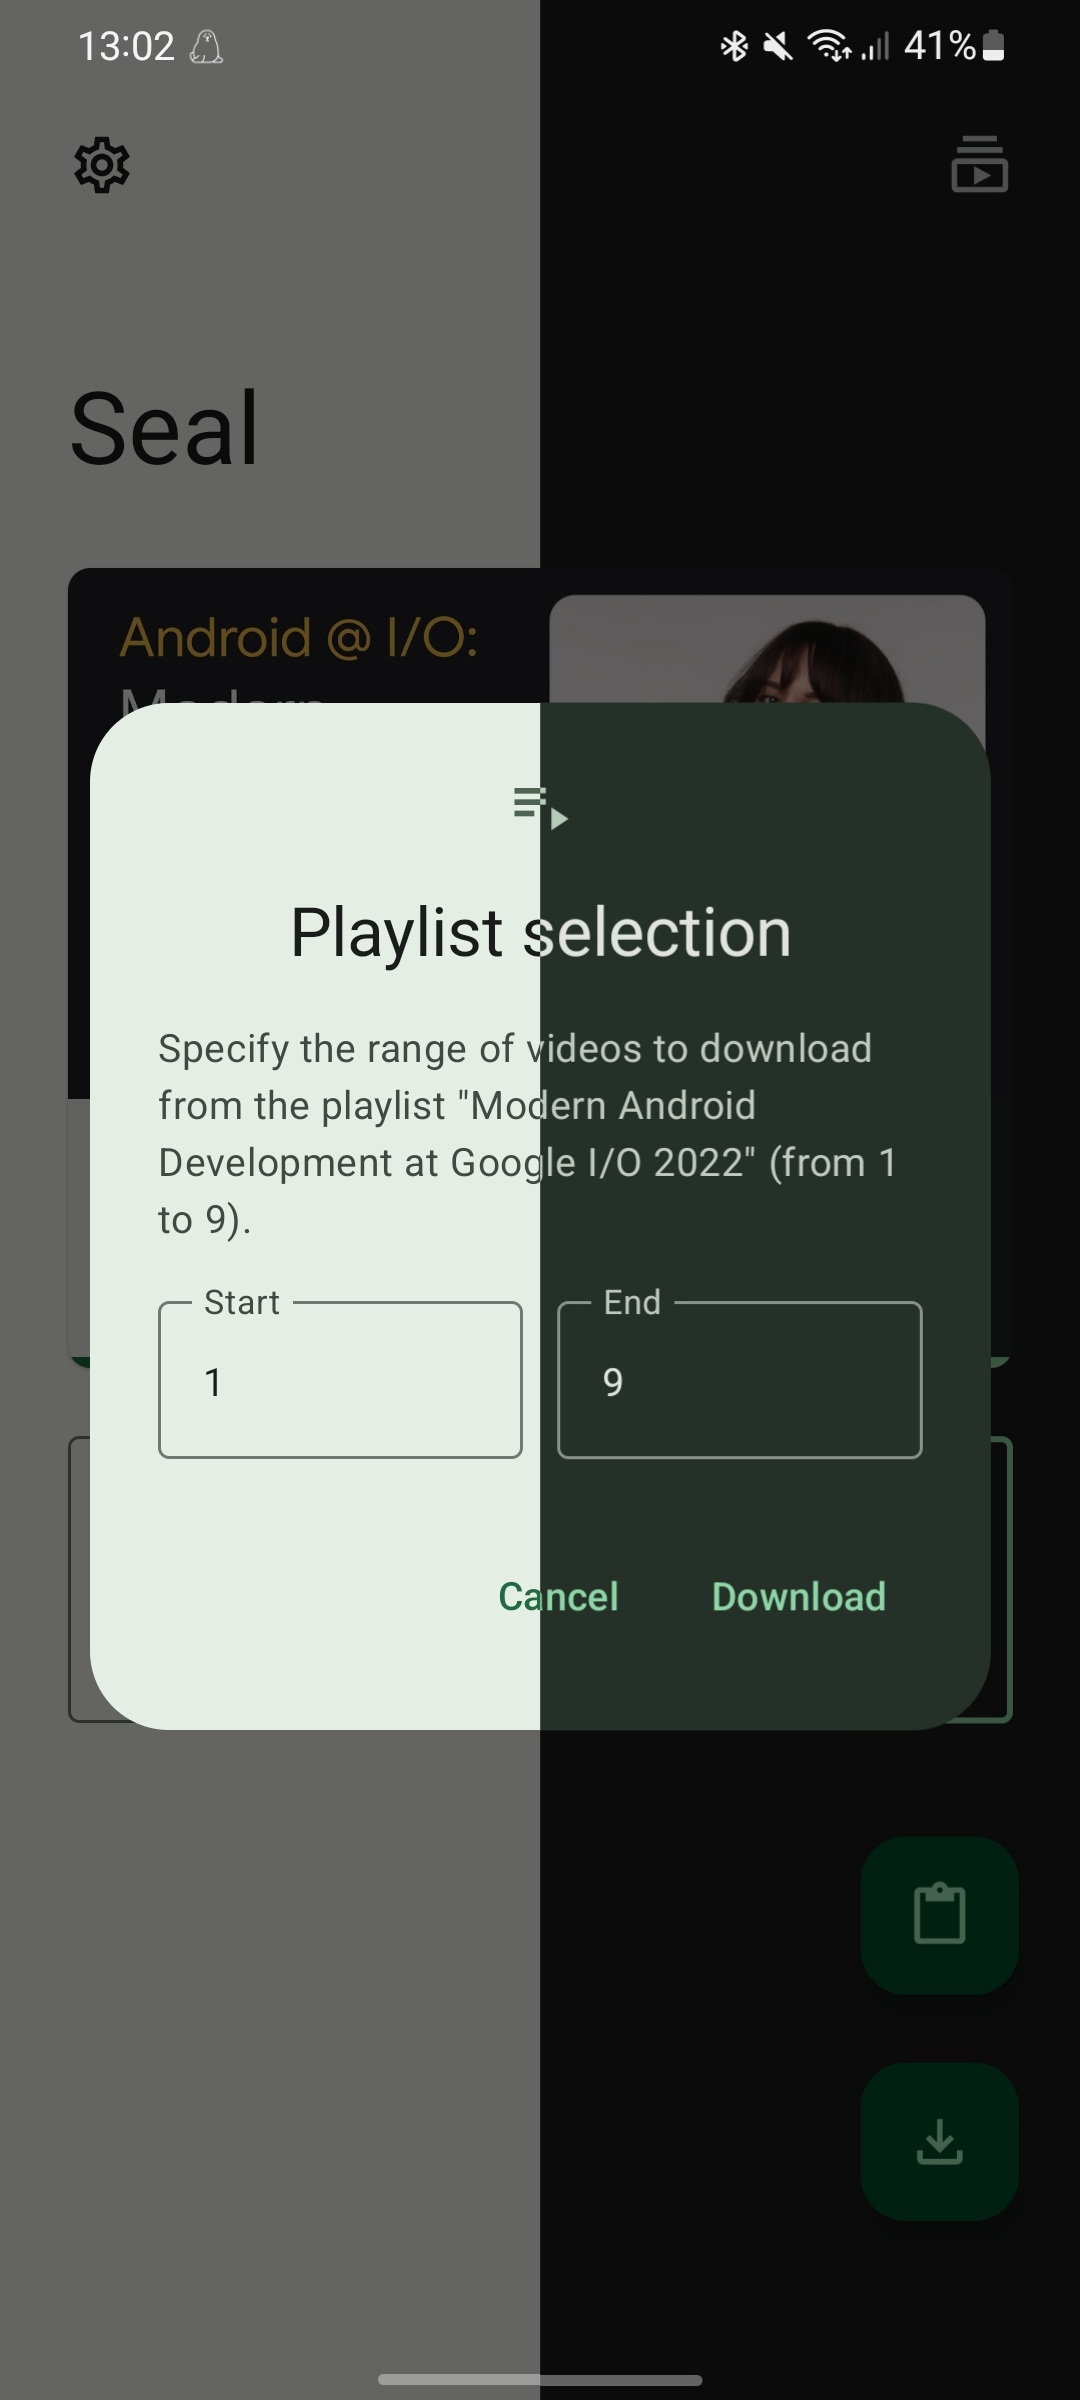 13:02
41%
Seal
Android @ I/O:
Modern
Playlist selection
Specify the range of videos to download
from the playlist "Modern Android
Development at Google I/O 2022" (from 1
to 9).
Start
End
1
9
Cancel
Download